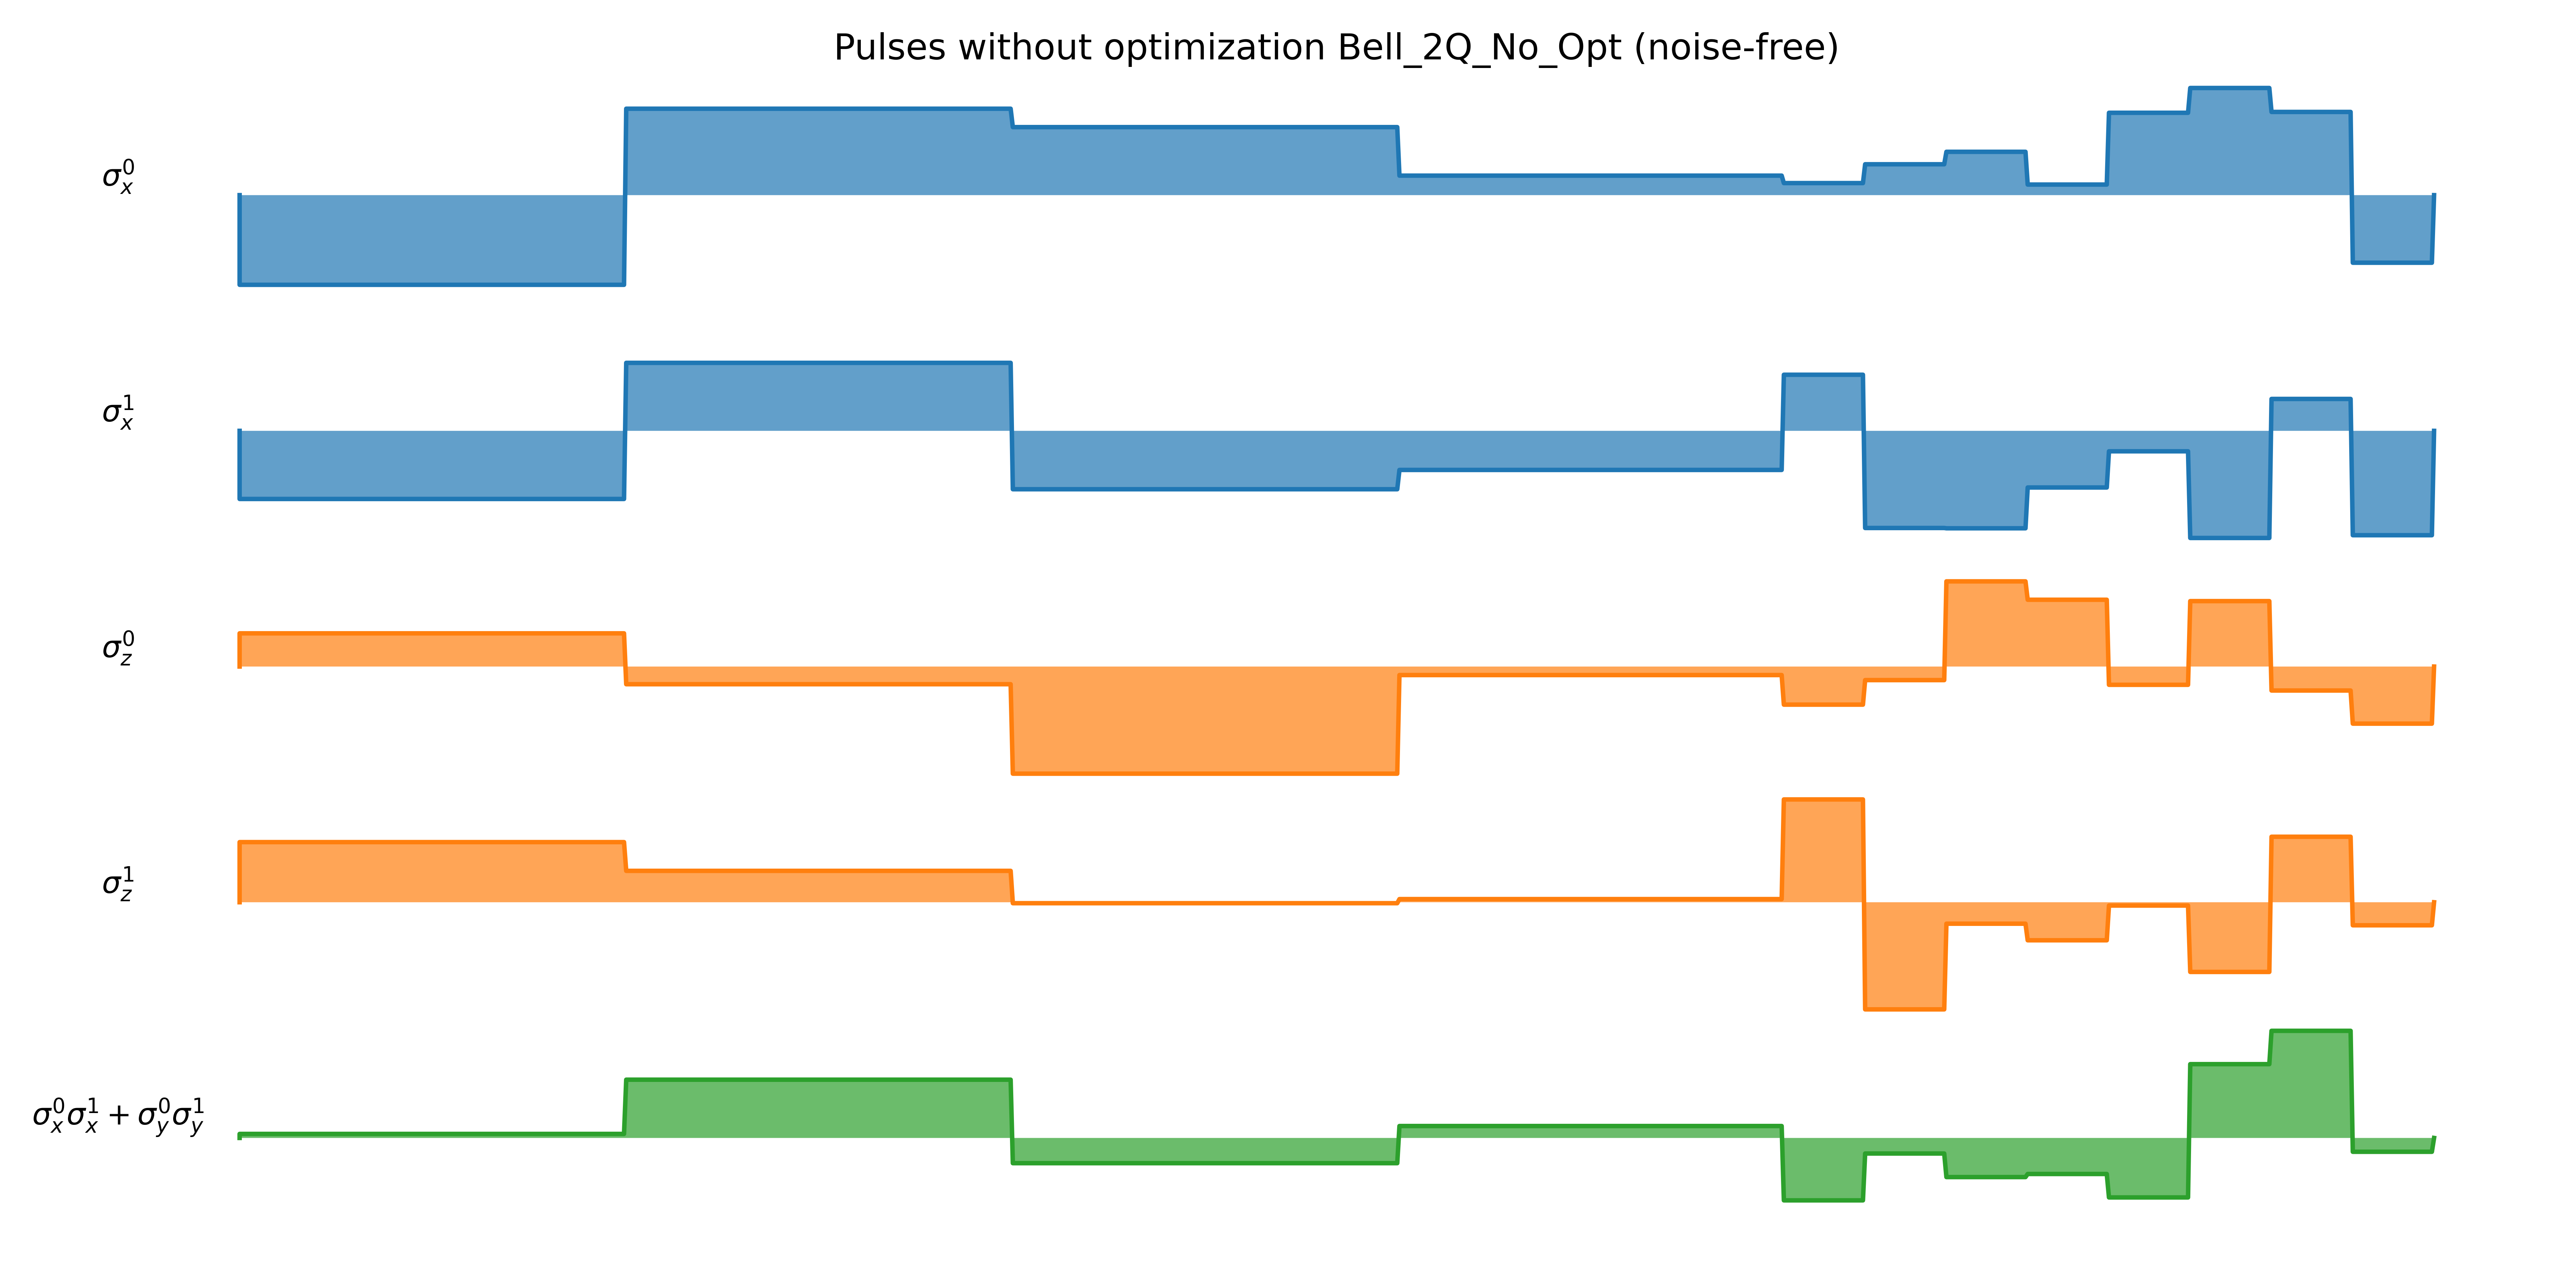 Pulses without optimization Bell_2Q_No_Opt (noise-free)
σ_x^0
σ_x^1
σ_z^0
σ_z^1
σ_x^0σ_x^1 + σ_y^0σ_y^1